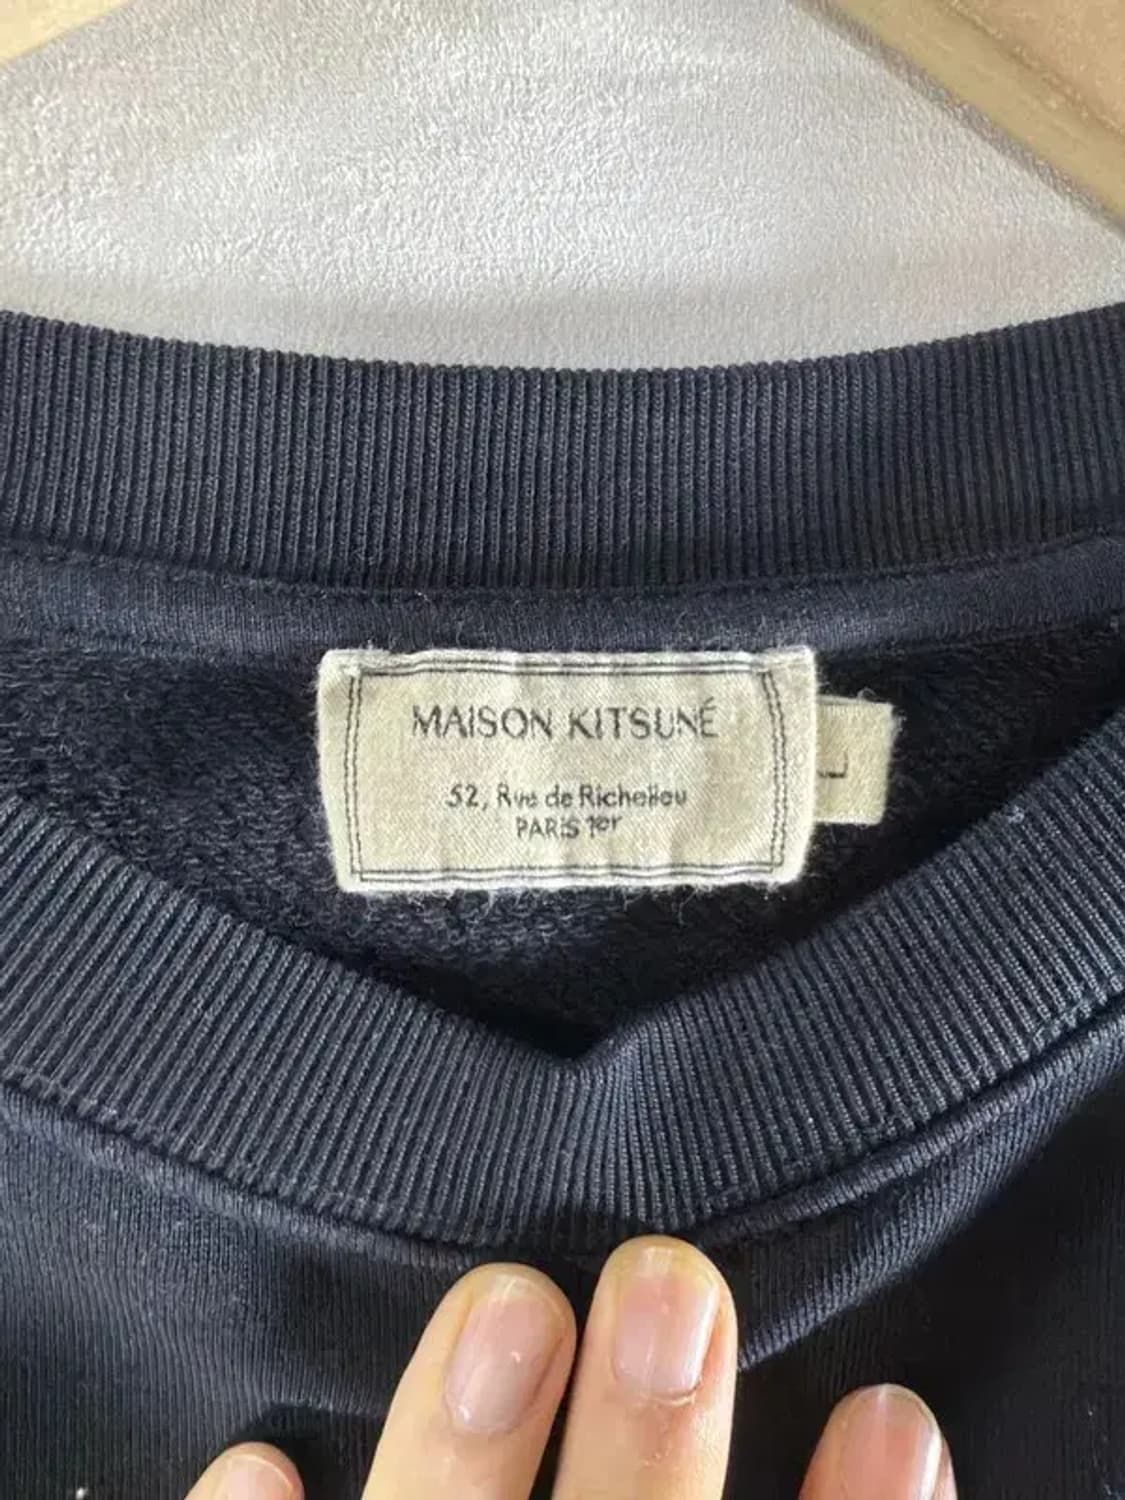 MAISON KITSUNÉ
52, Rue de Richelieu
PARIS 1er
L